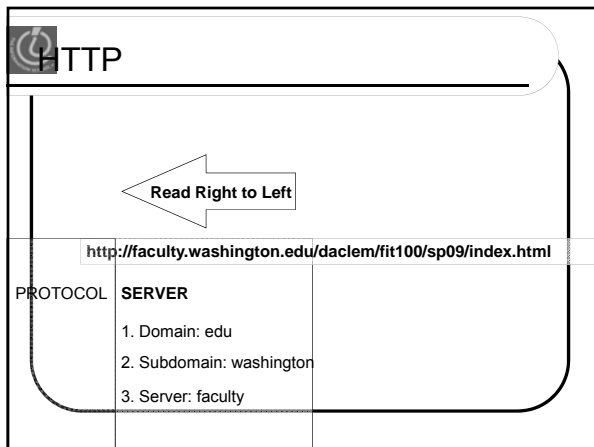 HTTP
Read Right to Left
http://faculty.washington.edu/daclem/fit100/sp09/index.html
PROTOCOL SERVER
1. Domain: edu
2. Subdomain: washington
3. Server: faculty